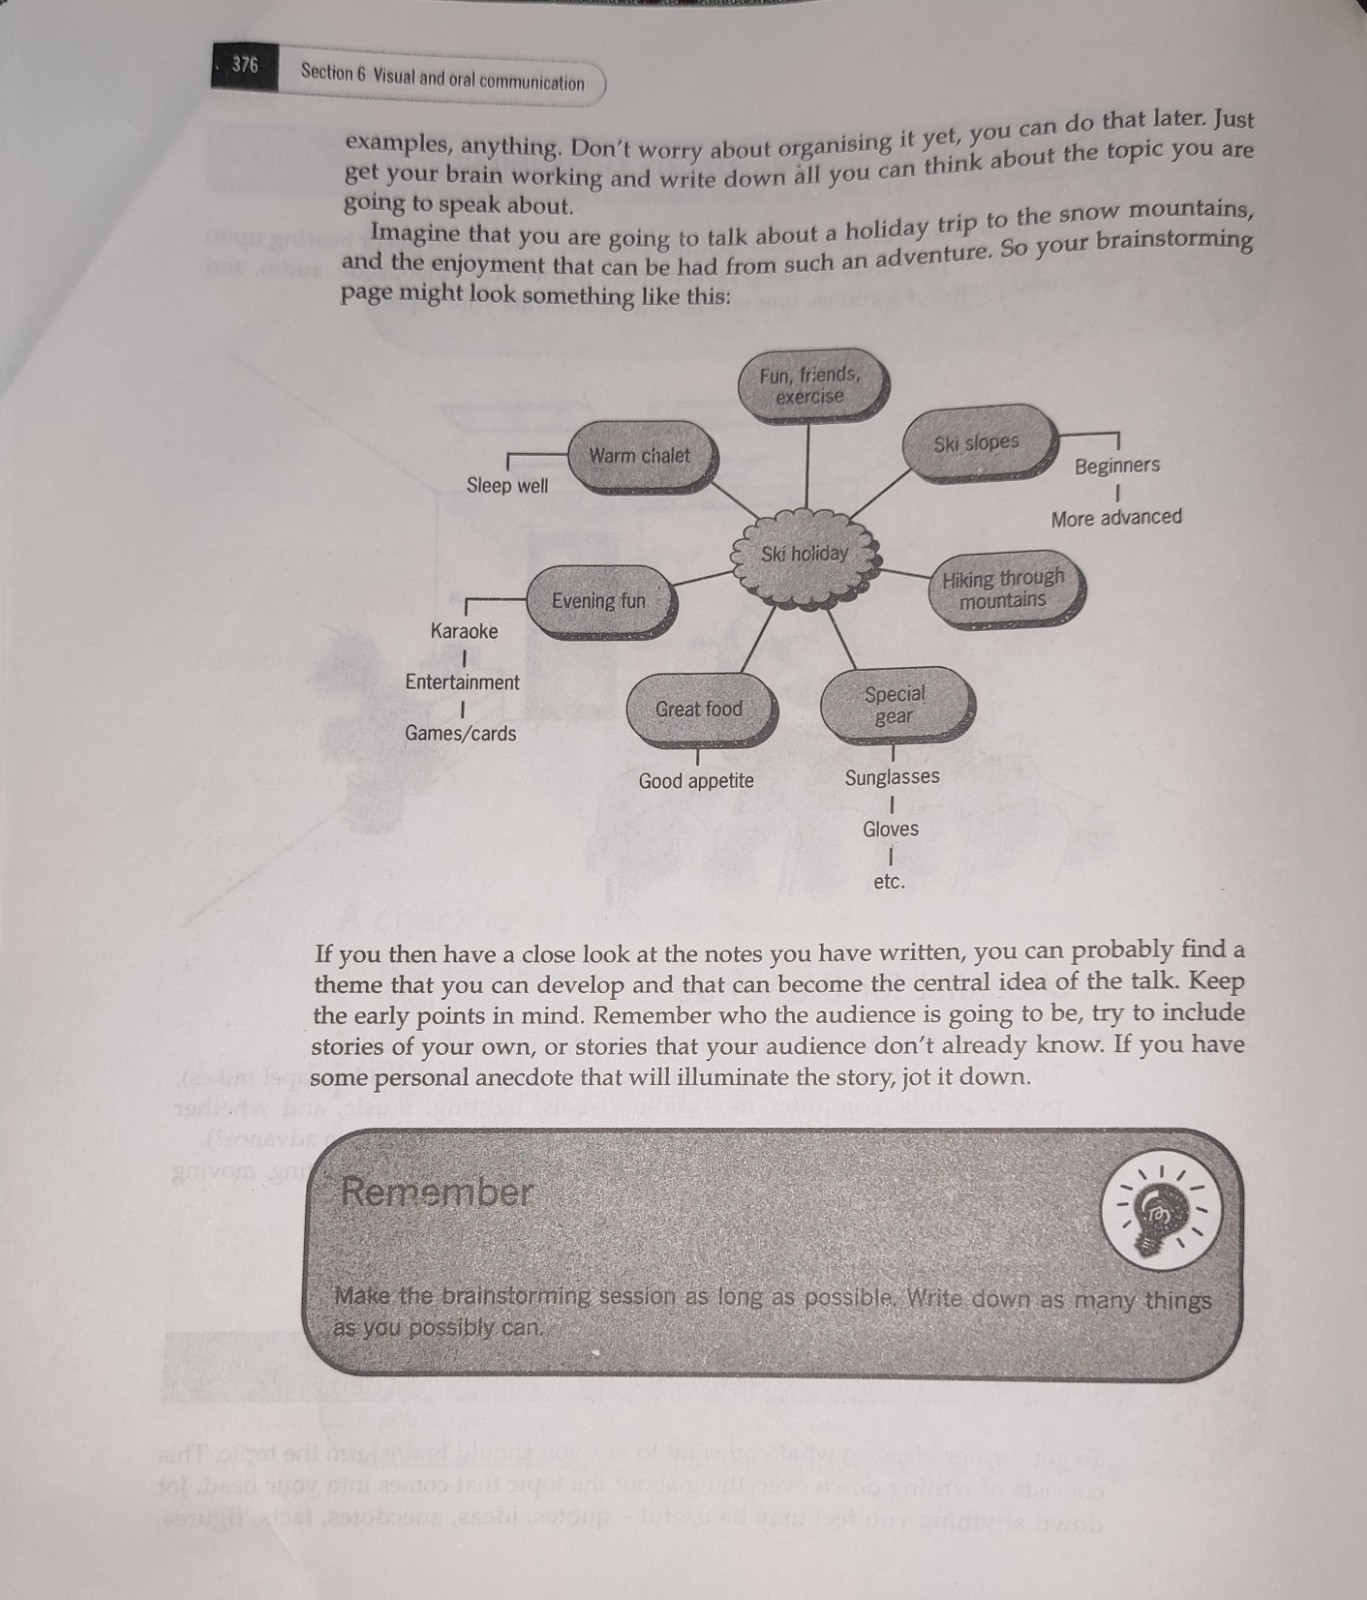 376
Section 6 Visual and oral communication
examples, anything. Don't worry about organising it yet, you can do that later. Just
get your brain working and write down all you can think about the topic you are
going to speak about.
Imagine that you are going to talk about a holiday trip to the snow mountains,
and the enjoyment that can be had from such an adventure. So your brainstorming
page might look something like this:
Fun, friends,
exercise
Warm chalet
Sleep well
Ski slopes
Beginners
More advanced
Ski holiday
Hiking through
mountains
Evening fun
Karaoke
Entertainment
Games/cards
Great food
Good appetite
Special
gear
Sunglasses
Gloves
etc.
If you then have a close look at the notes you have written, you can probably find a
theme that you can develop and that can become the central idea of the talk. Keep
the early points in mind. Remember who the audience is going to be, try to include
stories of your own, or stories that your audience don't already know. If you have
some personal anecdote that will illuminate the story, jot it down.
Remember
Make the brainstorming session as long as possible. Write down as many things
as you possibly can.